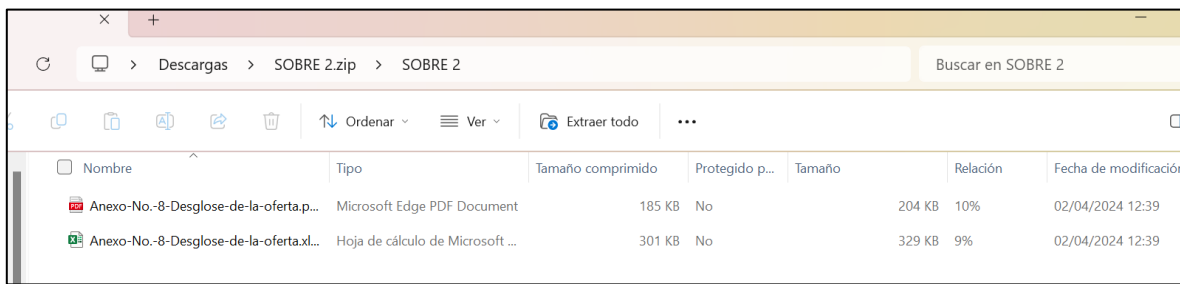 Descargas > SOBRE 2.zip > SOBRE 2 Buscar en SOBRE 2
Ordenar Ver Extraer todo ...
Nombre Tipo Tamaño comprimido Protegido p... Tamaño Relación Fecha de modificación
PDF Anexo-No.-8-Desglose-de-la-oferta.p... Microsoft Edge PDF Document 185 KB No 204 KB 10% 02/04/2024 12:39
Anexo-No.-8-Desglose-de-la-oferta.xl... Hoja de cálculo de Microsoft ... 301 KB No 329 KB 9% 02/04/2024 12:39